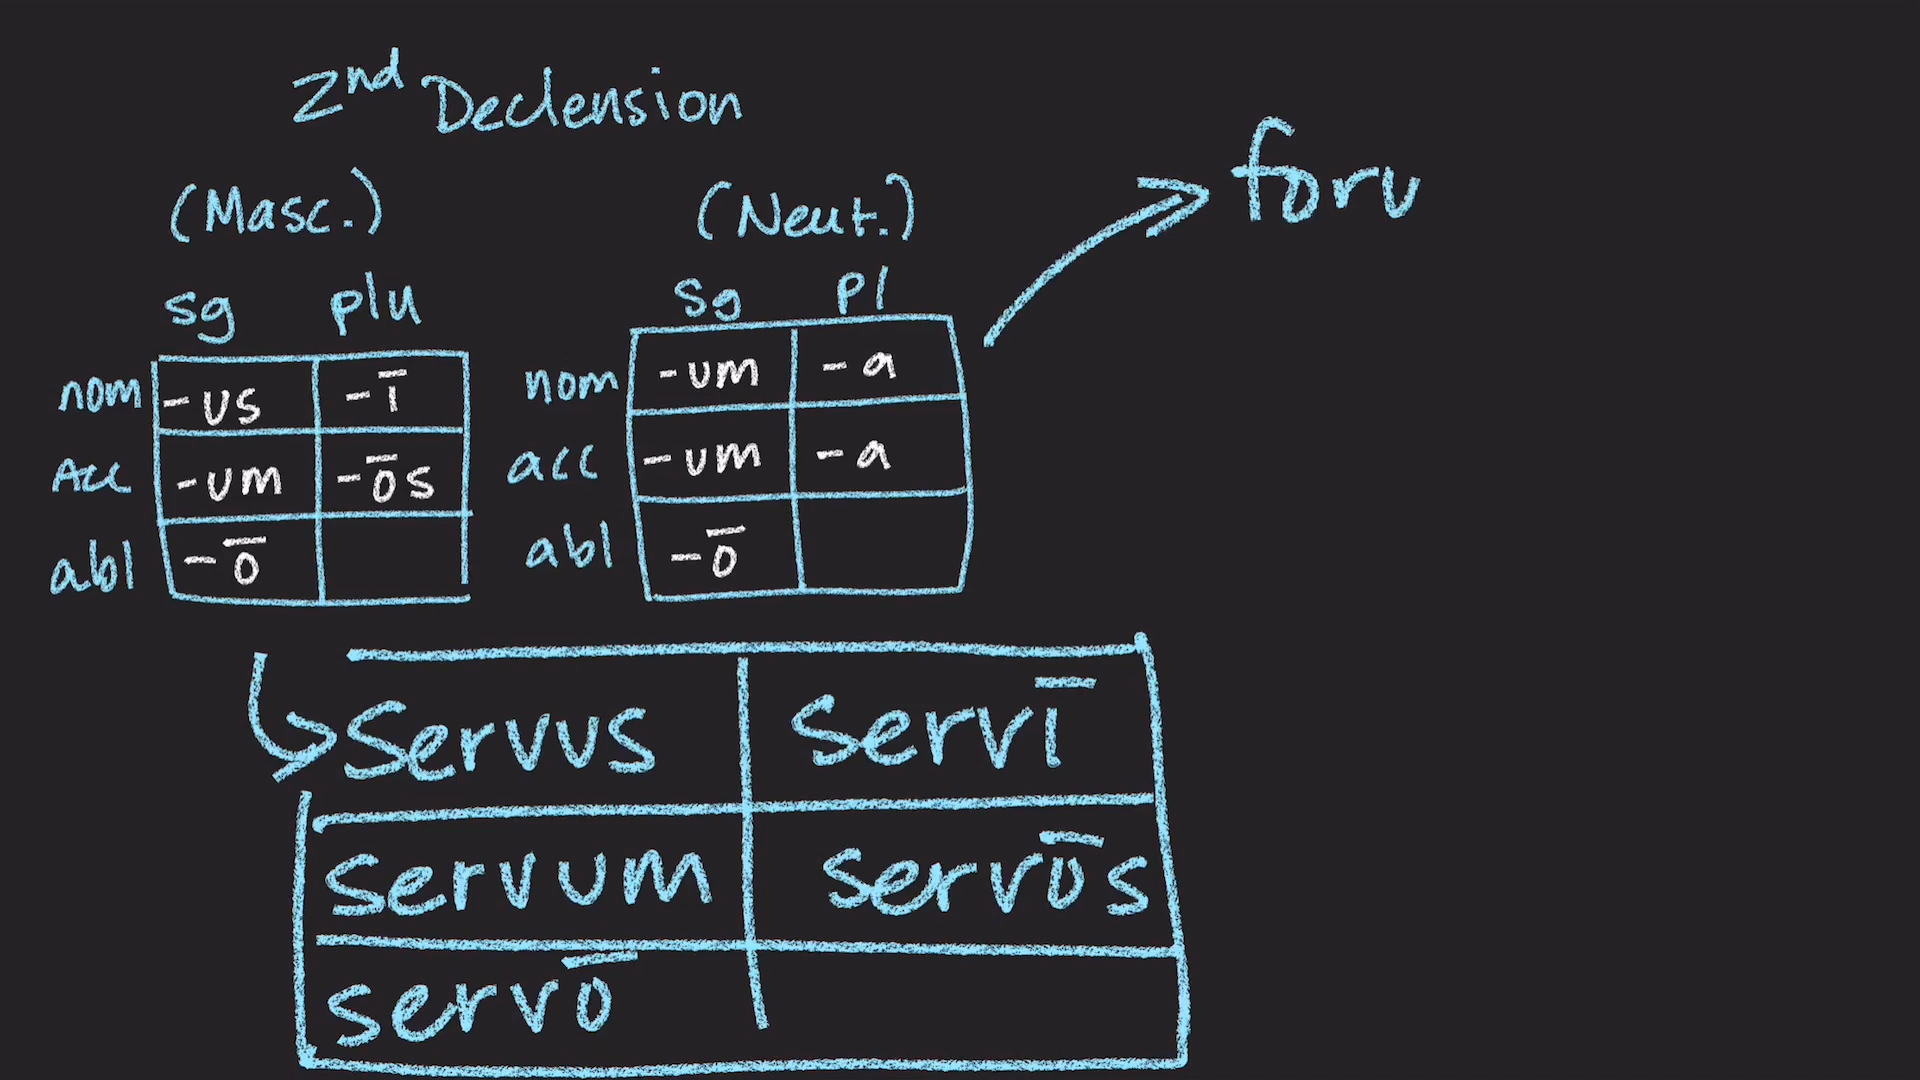 2nd Declension
(Masc.)
sg plu
nom -us -ī
Acc -um -ōs
abl -ō
(Neut.)
sg pl
nom -um -a
acc -um -a
abl -ō
foru
servus servī
servum servōs
servō